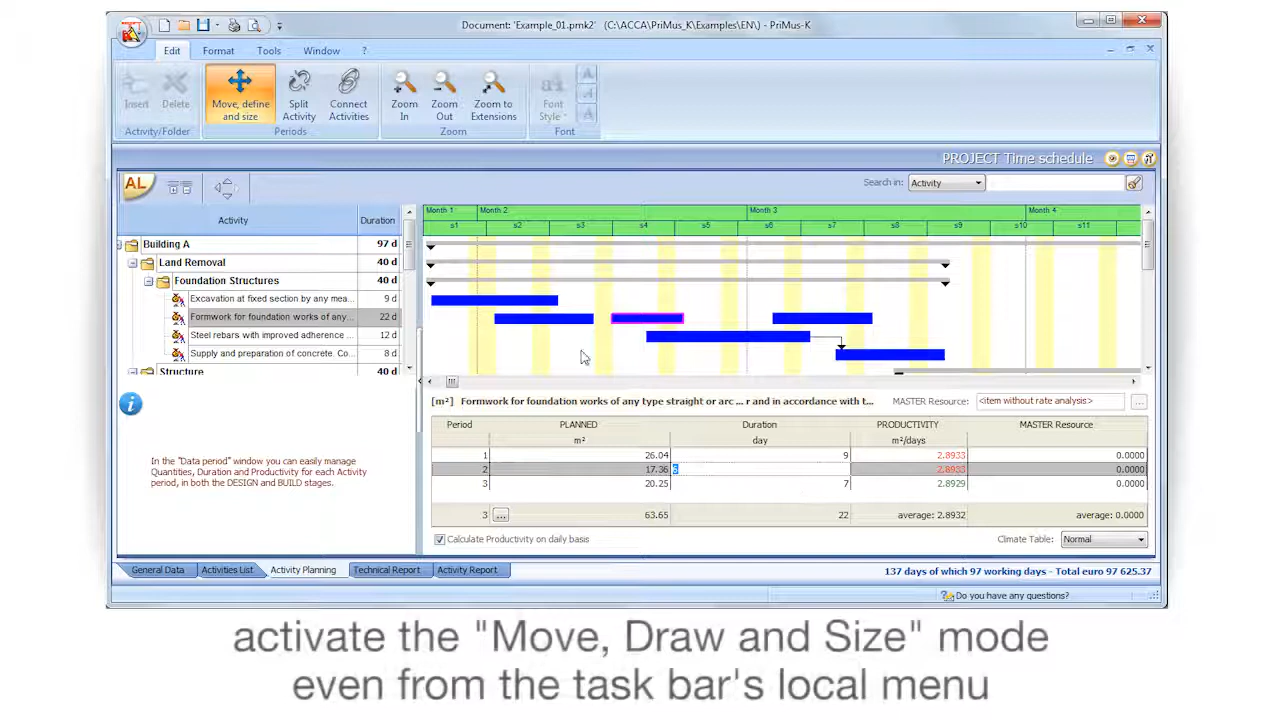 Document: 'Example_01.pmk2' (C:\ACCA\PriMus_K\Examples\EN\) - PriMus-K
Edit Format Tools Window ?
Insert Delete Move, define and size Split Activity Connect Activities Zoom In Zoom Out Zoom to Extensions Font Style
Activity/Folder Periods Zoom Font
PROJECT Time schedule
AL Search in: Activity
Activity Duration Month 1 Month 2 Month 3 Month 4
s1 s2 s3 s4 s5 s6 s7 s8 s9 s10 s11
Building A 97 d
Land Removal 40 d
Foundation Structures 40 d
Excavation at fixed section by any mea... 9 d
Formwork for foundation works of any... 22 d
Steel rebars with improved adherence 12 d
Supply and preparation of concrete. Co... 8 d
Structure 40 d
[m²] Formwork for foundation works of any type straight or arc ... r and in accordance with t... MASTER Resource: <item without rate analysis> ...
Period PLANNED Duration PRODUCTIVITY MASTER Resource
m² day m²/days
1 26.04 9 2.8933 0.0000
2 17.36 6 2.8933 0.0000
3 20.25 7 2.8929 0.0000
3 ... 63.65 22 average: 2.8932 average: 0.0000
Calculate Productivity on daily basis Climate Table: Normal
In the "Data period" window you can easily manage
Quantities, Duration and Productivity for each Activity
period, in both the DESIGN and BUILD stages.
General Data Activities List Activity Planning Technical Report Activity Report 137 days of which 97 working days - Total euro 97 625.37
Do you have any questions?
activate the "Move, Draw and Size" mode
even from the task bar's local menu